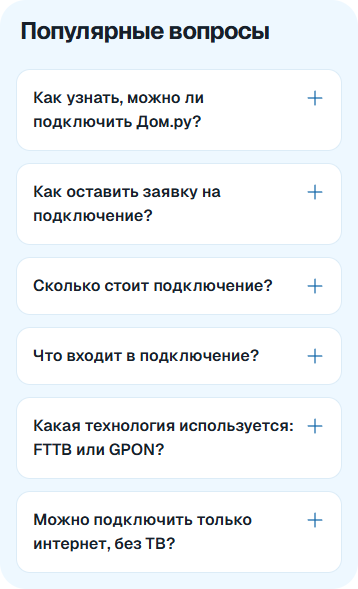 Популярные вопросы
Как узнать, можно ли
подключить Дом.ру?
Как оставить заявку на
подключение?
Сколько стоит подключение?
Что входит в подключение?
Какая технология используется:
FTTB или GPON?
Можно подключить только
интернет, без ТВ?